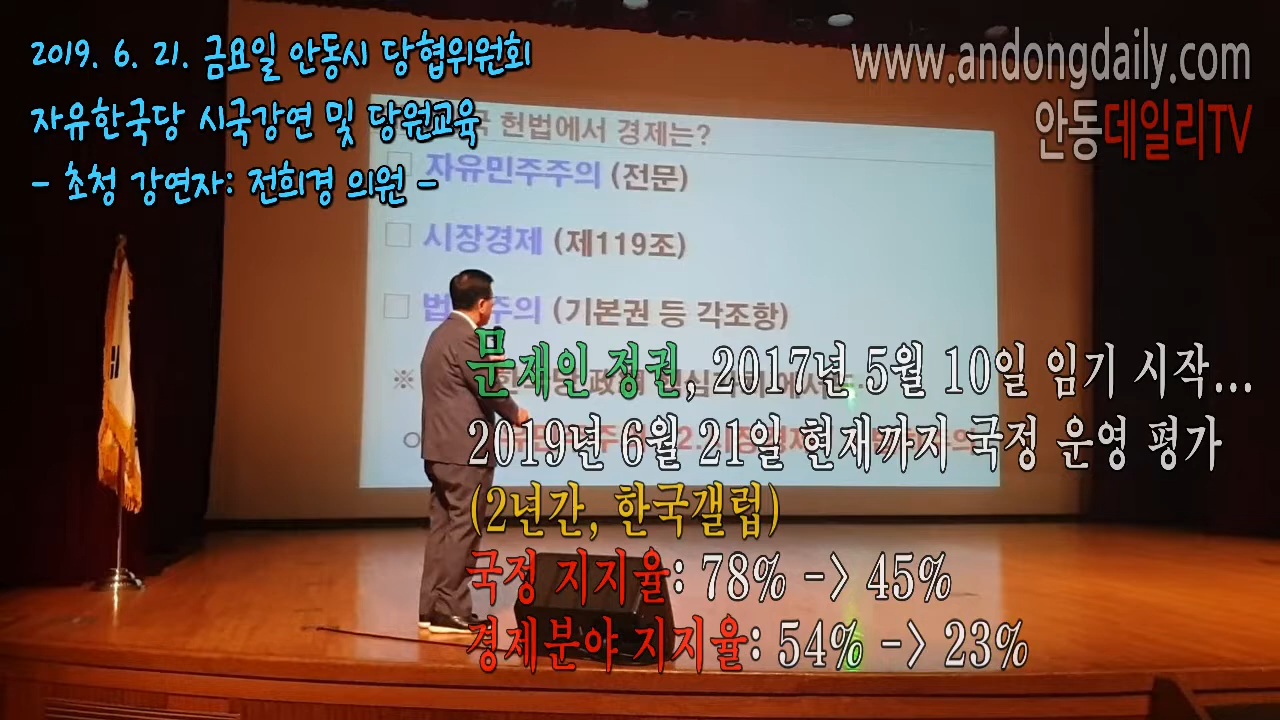 2019. 6. 21. 금요일 안동시 당협위원회
자유한국당 시국강연 및 당원교육
- 초청 강연자: 전희경 의원 -
www.andongdaily.com
안동데일리TV
헌법에서 경제는?
자유민주주의 (전문)
시장경제 (제119조)
(기본권 등 각조항)
문재인 정권, 2017년 5월 10일 임기 시작...
2019년 6월 21일 현재까지 국정 운영 평가
(2년간, 한국갤럽)
국정 지지율: 78% -> 45%
경제분야 지지율: 54% -> 23%